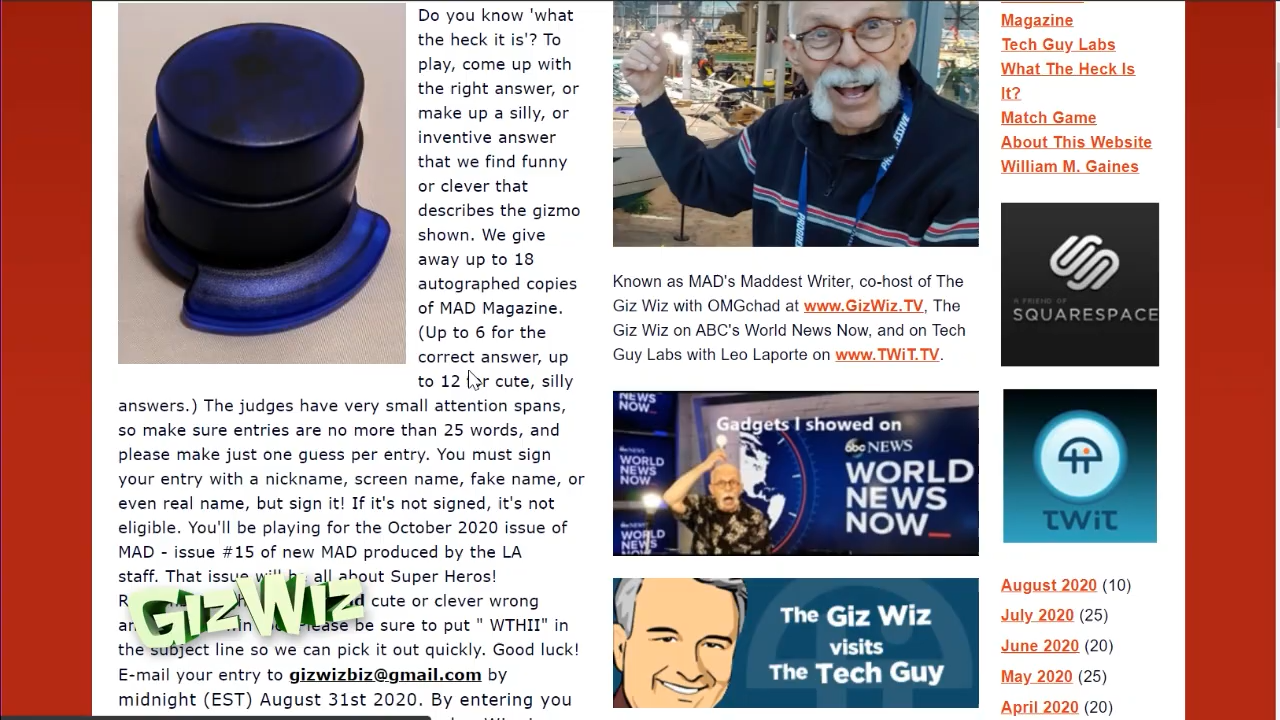 Do you know 'what
the heck it is'? To
play, come up with
the right answer, or
make up a silly, or
inventive answer
that we find funny
or clever that
describes the gizmo
shown. We give
away up to 18
autographed copies
of MAD Magazine.
(Up to 6 for the
correct answer, up
to 12 for cute, silly
answers.) The judges have very small attention spans,
so make sure entries are no more than 25 words, and
please make just one guess per entry. You must sign
your entry with a nickname, screen name, fake name, or
even real name, but sign it! If it's not signed, it's not
eligible. You'll be playing for the October 2020 issue of
MAD - issue #15 of new MAD produced by the LA
staff. That issue will be all about Super Heros!
cute or clever wrong
Please be sure to put " WTHII" in
the subject line so we can pick it out quickly. Good luck!
E-mail your entry to gizwizbiz@gmail.com by
midnight (EST) August 31st 2020. By entering you
GizWiz
PROGRESSIVE
Known as MAD's Maddest Writer, co-host of The
Giz Wiz with OMGchad at www.GizWiz.TV, The
Giz Wiz on ABC's World News Now, and on Tech
Guy Labs with Leo Laporte on www.TWiT.TV.
Gadgets I showed on
abc NEWS
WORLD
NEWS
NOW
NEWS
NOW
WORLD
NEWS
NOW
The Giz Wiz
visits
The Tech Guy
Magazine
Tech Guy Labs
What The Heck Is
It?
Match Game
About This Website
William M. Gaines
A FRIEND OF
SQUARESPACE
TWiT
August 2020 (10)
July 2020 (25)
June 2020 (20)
May 2020 (25)
April 2020 (20)